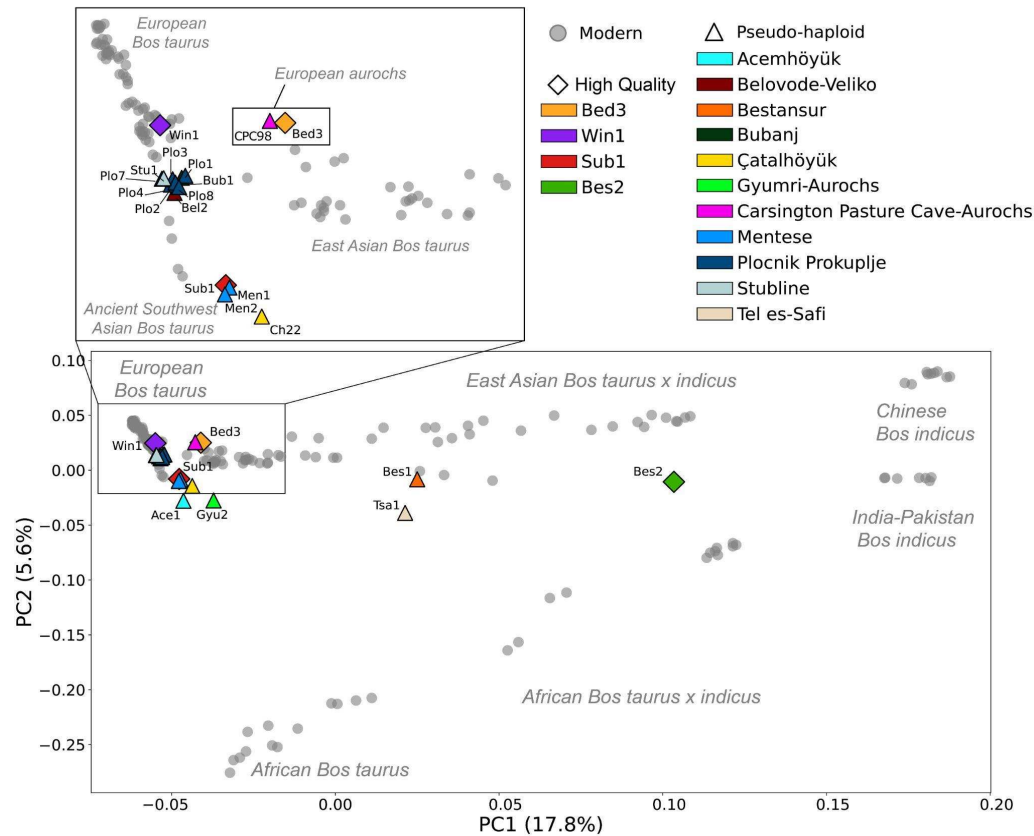 European
Bos taurus
European aurochs
CPC98
Bed3
Win1
Plo3
Plo1
Stu1
Plo7
Bub1
Plo4
Plo8
Plo2
Bel2
East Asian Bos taurus
Sub1
Men1
Ancient Southwest
Asian Bos taurus
Men2
Ch22
Modern
High Quality
Bed3
Win1
Sub1
Bes2
Pseudo-haploid
Acemhöyük
Belovode-Veliko
Bestansur
Bubanj
Çatalhöyük
Gyumri-Aurochs
Carsington Pasture Cave-Aurochs
Mentese
Plocnik Prokuplje
Stubline
Tel es-Safi
PC2 (5.6%)
0.10
0.05
0.00
−0.05
−0.10
−0.15
−0.20
−0.25
European
Bos taurus
East Asian Bos taurus x indicus
Chinese
Bos indicus
Win1
Bed3
Sub1
Ace1
Gyu2
Bes1
Tsa1
Bes2
India-Pakistan
Bos indicus
African Bos taurus x indicus
African Bos taurus
−0.05
0.00
0.05
0.10
0.15
0.20
PC1 (17.8%)